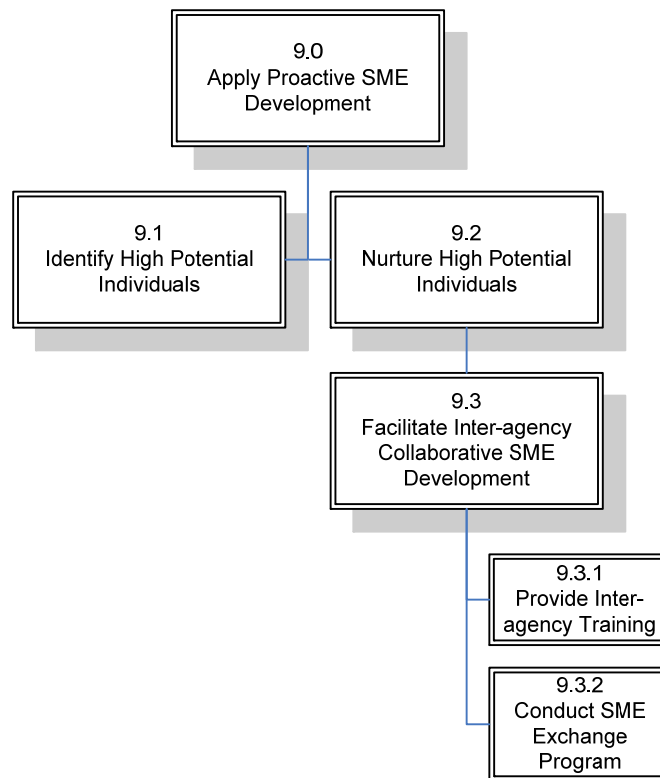 9.0
Apply Proactive SME
Development
9.1
Identify High Potential
Individuals
9.2
Nurture High Potential
Individuals
9.3
Facilitate Inter-agency
Collaborative SME
Development
9.3.1
Provide Inter-
agency Training
9.3.2
Conduct SME
Exchange
Program